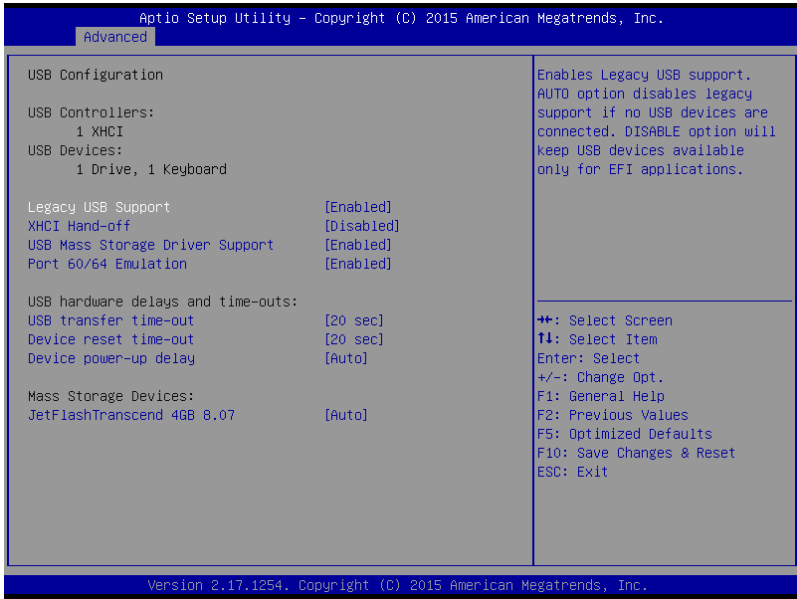 Aptio Setup Utility – Copyright (C) 2015 American Megatrends, Inc.
Advanced
USB Configuration
USB Controllers:
1 XHCI
USB Devices:
1 Drive, 1 Keyboard
Legacy USB Support [Enabled]
XHCI Hand-off [Disabled]
USB Mass Storage Driver Support [Enabled]
Port 60/64 Emulation [Enabled]
USB hardware delays and time-outs:
USB transfer time-out [20 sec]
Device reset time-out [20 sec]
Device power-up delay [Auto]
Mass Storage Devices:
JetFlashTranscend 4GB 8.07 [Auto]
Enables Legacy USB support.
AUTO option disables legacy
support if no USB devices are
connected. DISABLE option will
keep USB devices available
only for EFI applications.
→←: Select Screen
↑↓: Select Item
Enter: Select
+/-: Change Opt.
F1: General Help
F2: Previous Values
F5: Optimized Defaults
F10: Save Changes & Reset
ESC: Exit
Version 2.17.1254. Copyright (C) 2015 American Megatrends, Inc.